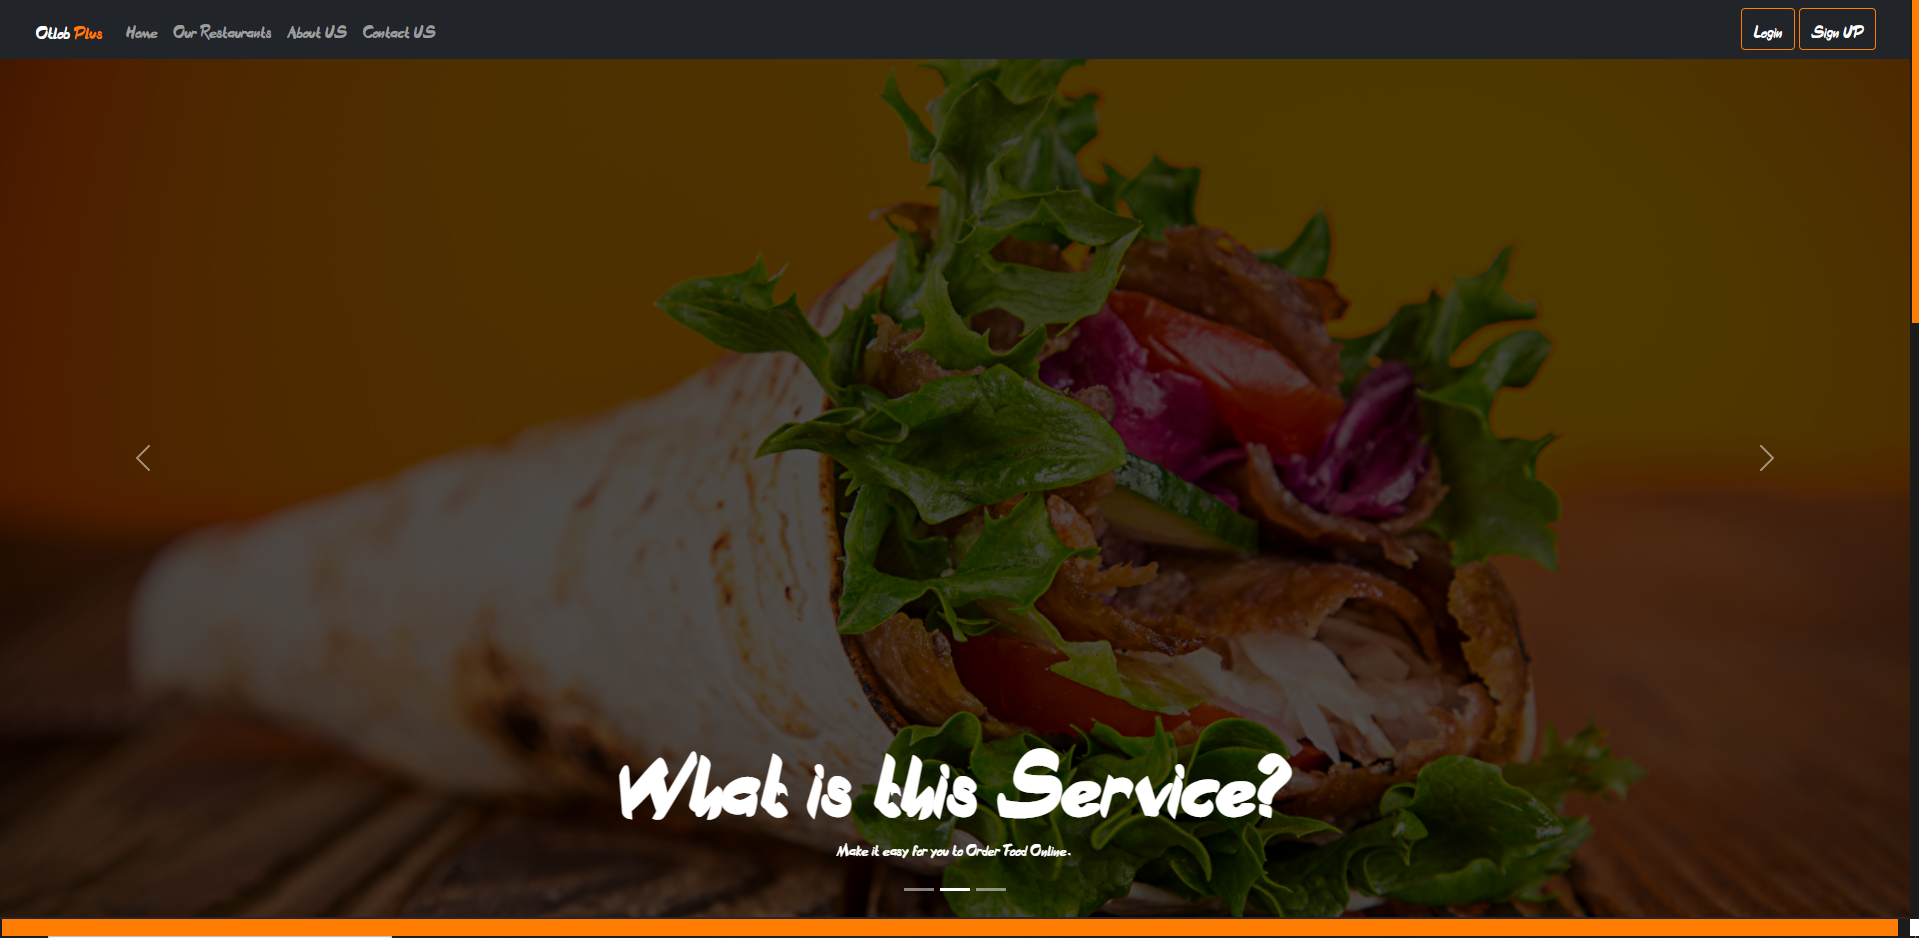 Otlob Plus Home Our Restaurants About US Contact US Login Sign UP
What is this Service?
Make it easy for you to Order Food Online.